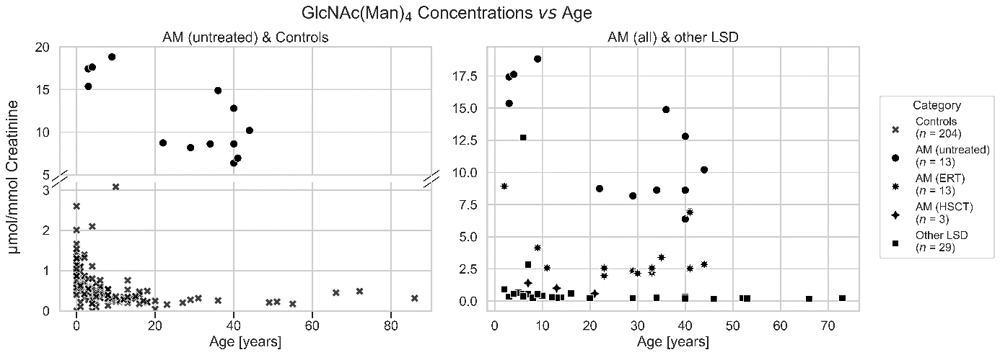 GlcNAc(Man)₄ Concentrations vs Age
AM (untreated) & Controls
μmol/mmol Creatinine
20
15
10
5
3
2
1
0
0
20
40
60
80
Age [years]
AM (all) & other LSD
17.5
15.0
12.5
10.0
7.5
5.0
2.5
0.0
0
10
20
30
40
50
60
70
Age [years]
Category
Controls
(n = 204)
AM (untreated)
(n = 13)
AM (ERT)
(n = 13)
AM (HSCT)
(n = 3)
Other LSD
(n = 29)